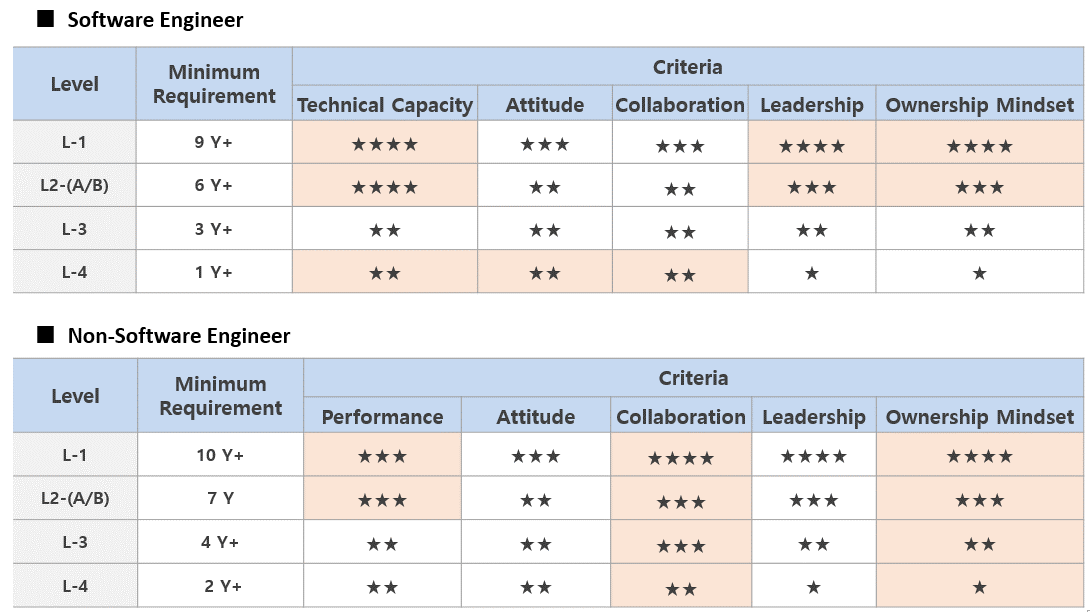 ■ Software Engineer
Level Minimum Requirement Criteria
Technical Capacity Attitude Collaboration Leadership Ownership Mindset
L-1 9 Y+ ★★★★ ★★★ ★★★ ★★★★ ★★★★
L2-(A/B) 6 Y+ ★★★★ ★★ ★★ ★★★ ★★★
L-3 3 Y+ ★★ ★★ ★★ ★★ ★★
L-4 1 Y+ ★★ ★★ ★★ ★ ★
■ Non-Software Engineer
Level Minimum Requirement Criteria
Performance Attitude Collaboration Leadership Ownership Mindset
L-1 10 Y+ ★★★ ★★★ ★★★★ ★★★★ ★★★★
L2-(A/B) 7 Y ★★★ ★★ ★★★ ★★★ ★★★
L-3 4 Y+ ★★ ★★ ★★★ ★★ ★★
L-4 2 Y+ ★★ ★★ ★★ ★ ★